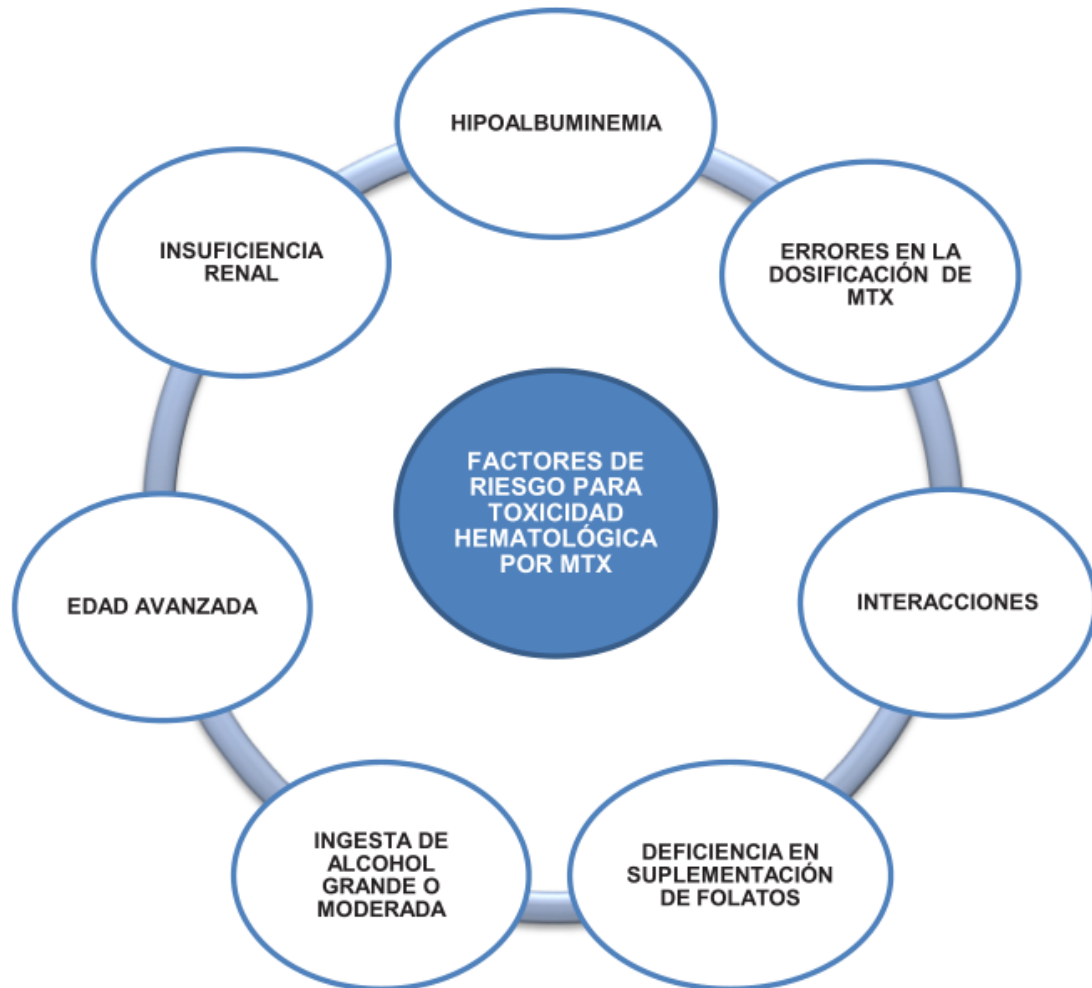 HIPOALBUMINEMIA
ERRORES EN LA
DOSIFICACIÓN DE
MTX
INTERACCIONES
DEFICIENCIA EN
SUPLEMENTACIÓN
DE FOLATOS
INGESTA DE
ALCOHOL
GRANDE O
MODERADA
EDAD AVANZADA
INSUFICIENCIA
RENAL
FACTORES DE
RIESGO PARA
TOXICIDAD
HEMATOLÓGICA
POR MTX